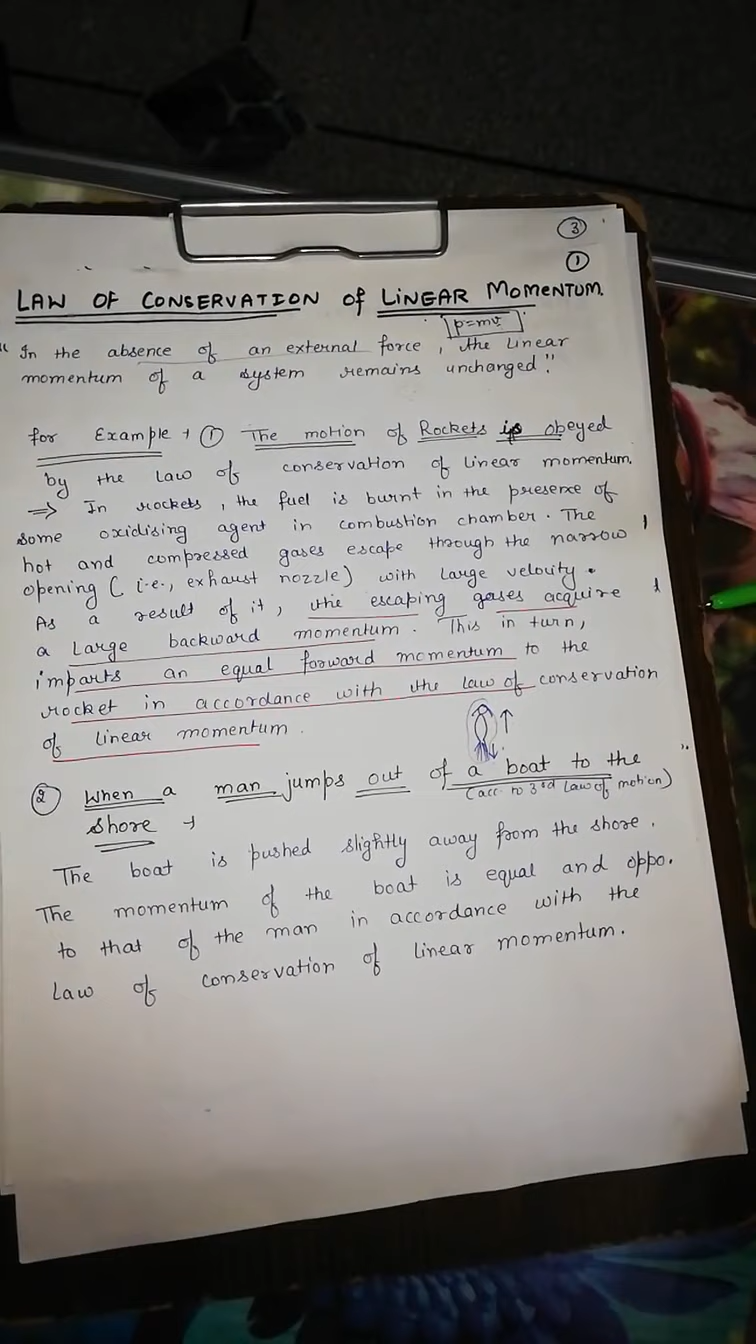 3
1
LAW OF CONSERVATION of LINEAR MOMENTUM.
p=mv
" In the absence of an external force, the Linear
momentum of a system remains unchanged."
for Example → 1 The motion of Rockets is obeyed
by the Law of conservation of linear momentum.
⇒ In rockets, the fuel is burnt in the presence of
some oxidising agent in combustion chamber. The
hot and compressed gases escape through the narrow
opening (i.e., exhaust nozzle) with Large velocity.
As a result of it, the escaping gases acquire
a Large backward momentum. This in turn,
imparts an equal forward momentum to the
rocket in accordance with the law of conservation
of linear momentum.
2 When a man jumps out of a boat to the
(acc. to 3rd Law of motion)
shore →
The boat is pushed slightly away from the shore.
The momentum of the boat is equal and oppo.
to that of the man in accordance with the
Law of conservation of linear momentum.